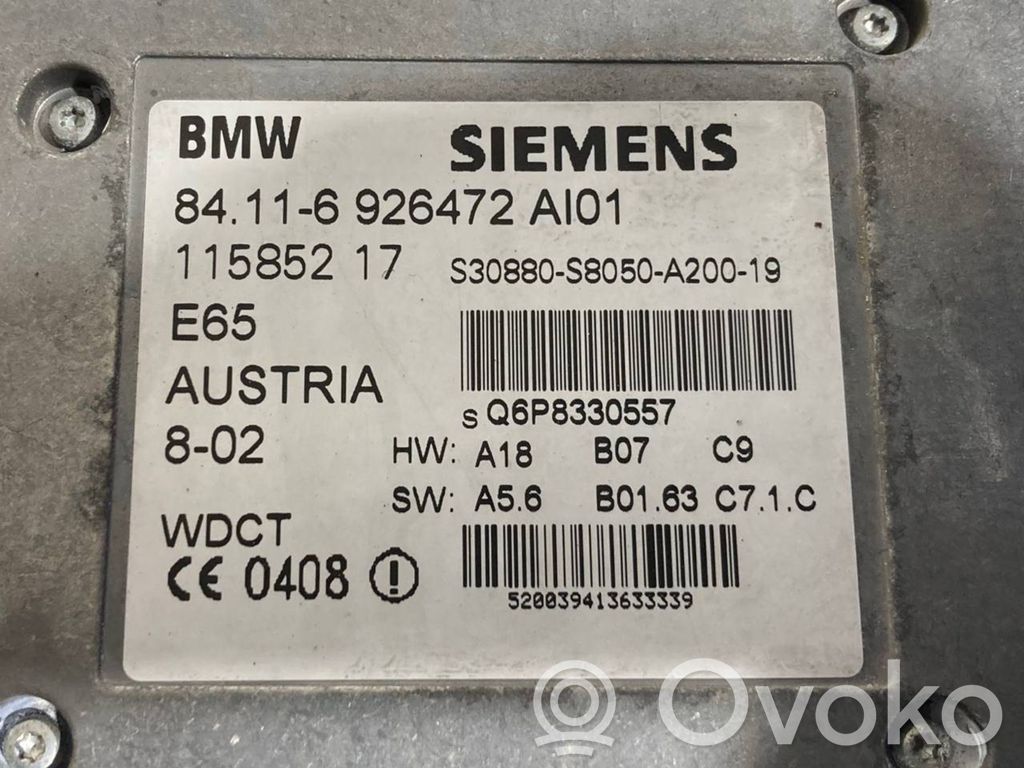 BMW SIEMENS
84.11-6 926472 AI01
115852 17 S30880-S8050-A200-19
E65
AUSTRIA
s Q6P8330557
8-02 HW: A18 B07 C9
SW: A5.6 B01.63 C7.1.C
WDCT
CE 0408
520039413633339
Ovoko